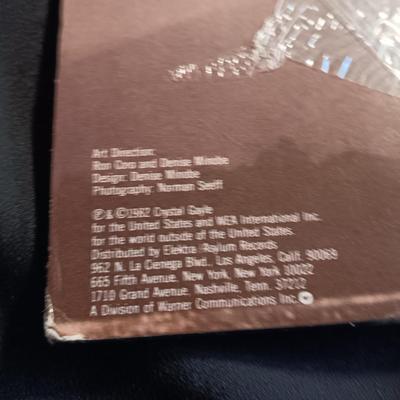 Art Direction:
Ron Coro and Denise Minobe
Design: Denise Minobe
Photography: Norman Seeff
Ⓟ & ©1982 Crystal Gayle
for the United States and WEA International Inc.
for the world outside of the United States.
Distributed by Elektra/Asylum Records
962 N. La Cienega Blvd., Los Angeles, Calif. 90069
665 Fifth Avenue, New York, New York 10022
1710 Grand Avenue, Nashville, Tenn. 37212
A Division of Warner Communications Inc.